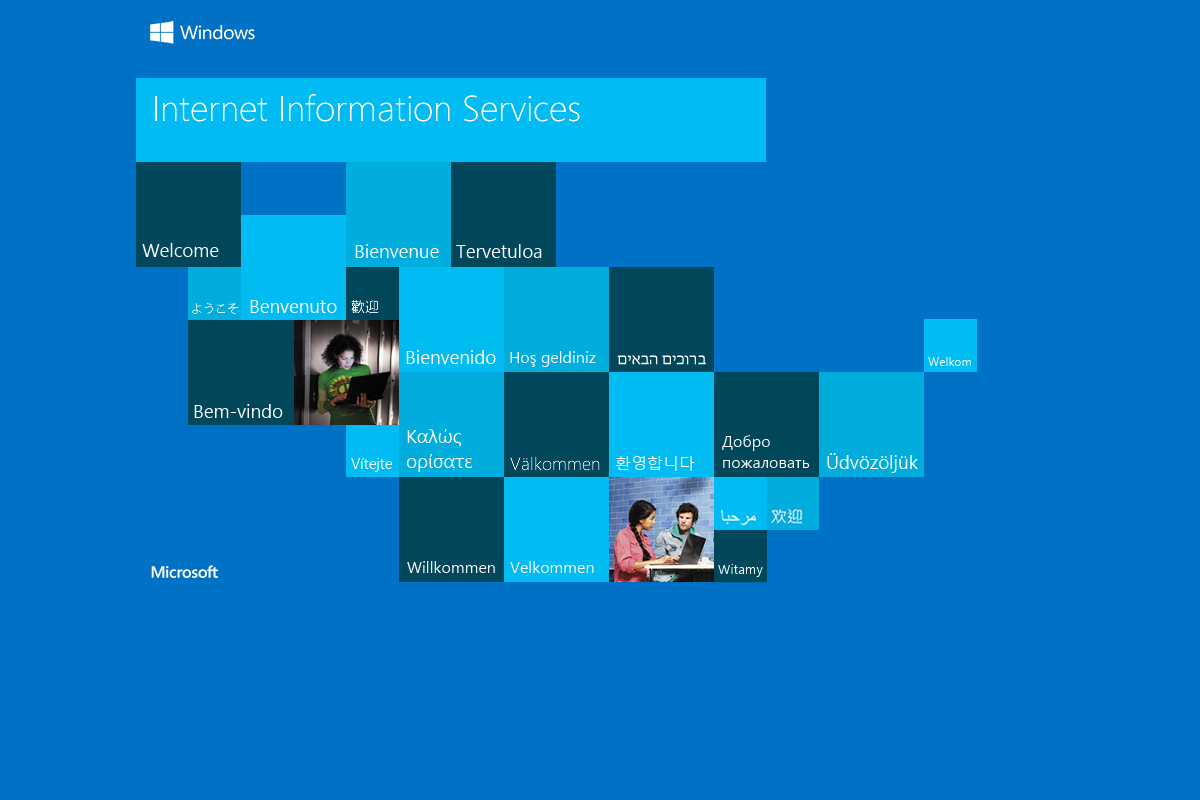 Windows
Internet Information Services
Welcome
Bienvenue
Tervetuloa
ようこそ
Benvenuto
歡迎
Bienvenido
Hoş geldiniz
ברוכים הבאים
Welkom
Bem-vindo
Vítejte
Καλώς
ορίσατε
Välkommen
환영합니다
Добро
пожаловать
Üdvözöljük
Willkommen
Velkommen
مرحبا
欢迎
Witamy
Microsoft